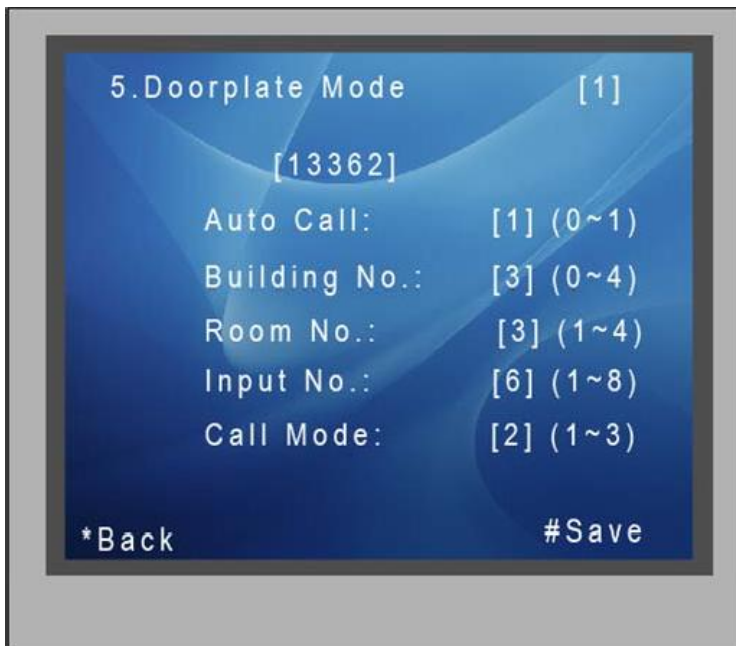 5.Doorplate Mode [1]
[13362]
Auto Call: [1] (0~1)
Building No.: [3] (0~4)
Room No.: [3] (1~4)
Input No.: [6] (1~8)
Call Mode: [2] (1~3)
*Back #Save